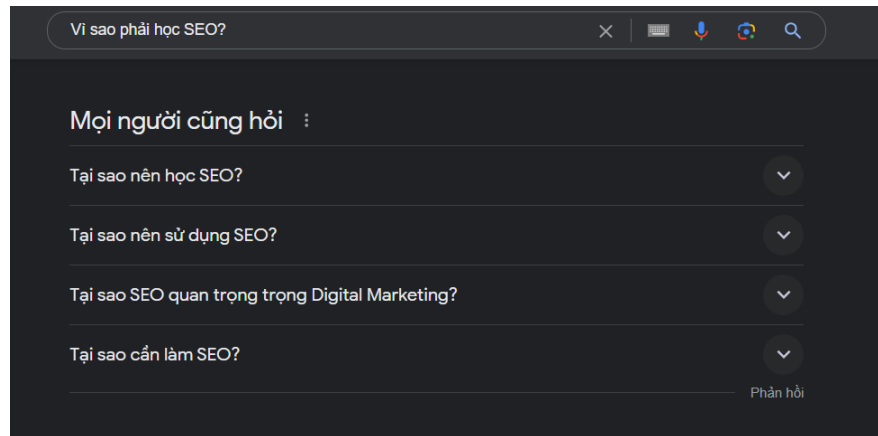 Vì sao phải học SEO?
Mọi người cũng hỏi
Tại sao nên học SEO?
Tại sao nên sử dụng SEO?
Tại sao SEO quan trọng trọng Digital Marketing?
Tại sao cần làm SEO?
Phản hồi